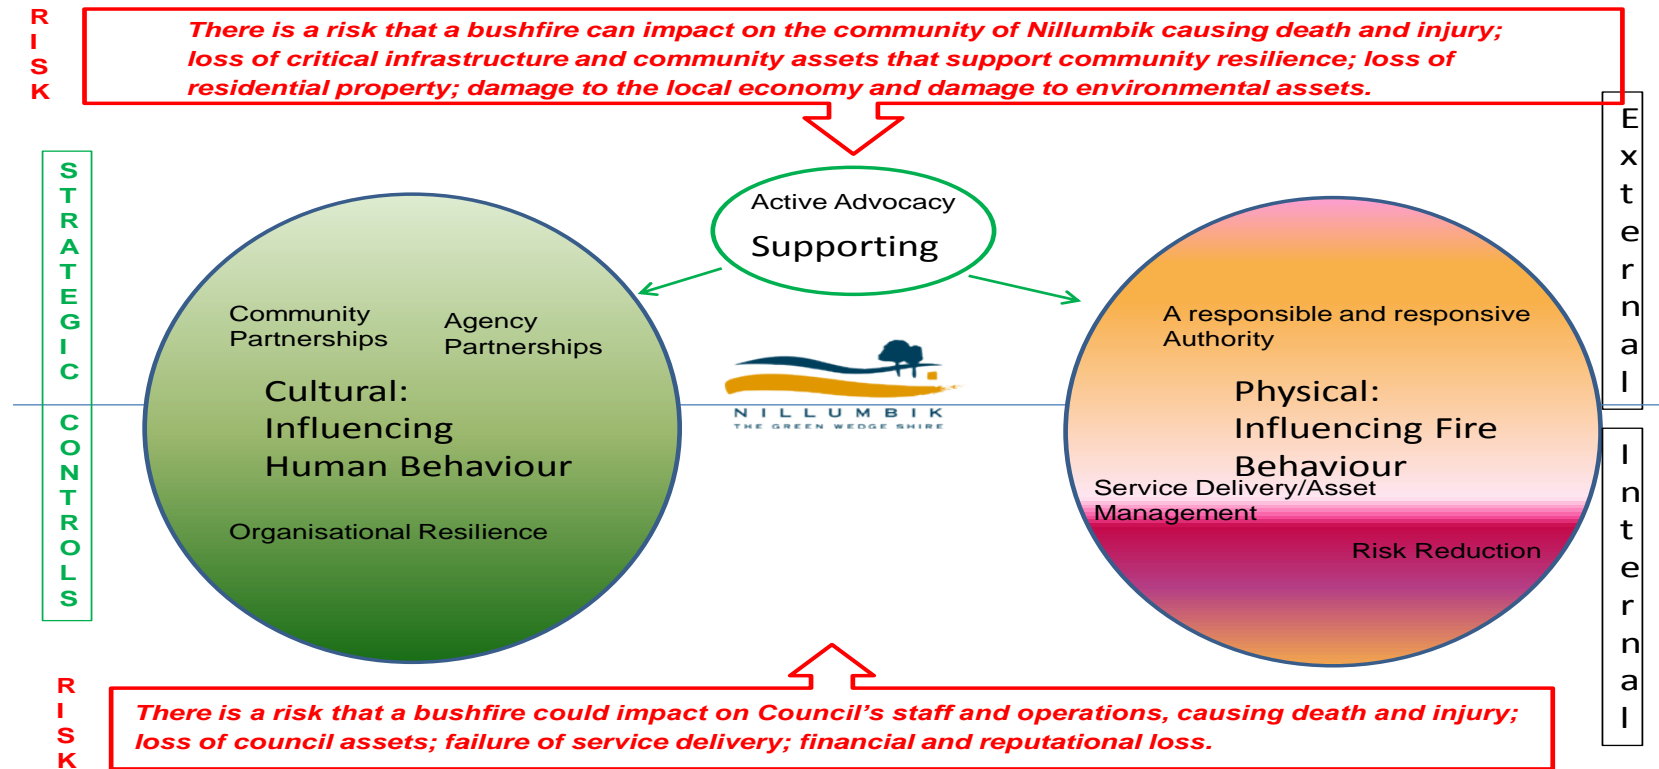 RISK
There is a risk that a bushfire can impact on the community of Nillumbik causing death and injury;
loss of critical infrastructure and community assets that support community resilience; loss of
residential property; damage to the local economy and damage to environmental assets.
External
STRATEGIC CONTROLS
Active Advocacy
Supporting
Community
Partnerships
Agency
Partnerships
Cultural:
Influencing
Human Behaviour
Organisational Resilience
NILLUMBIK
THE GREEN WEDGE SHIRE
A responsible and responsive
Authority
Physical:
Influencing Fire
Behaviour
Service Delivery/Asset
Management
Risk Reduction
Internal
RISK
There is a risk that a bushfire could impact on Council’s staff and operations, causing death and injury;
loss of council assets; failure of service delivery; financial and reputational loss.